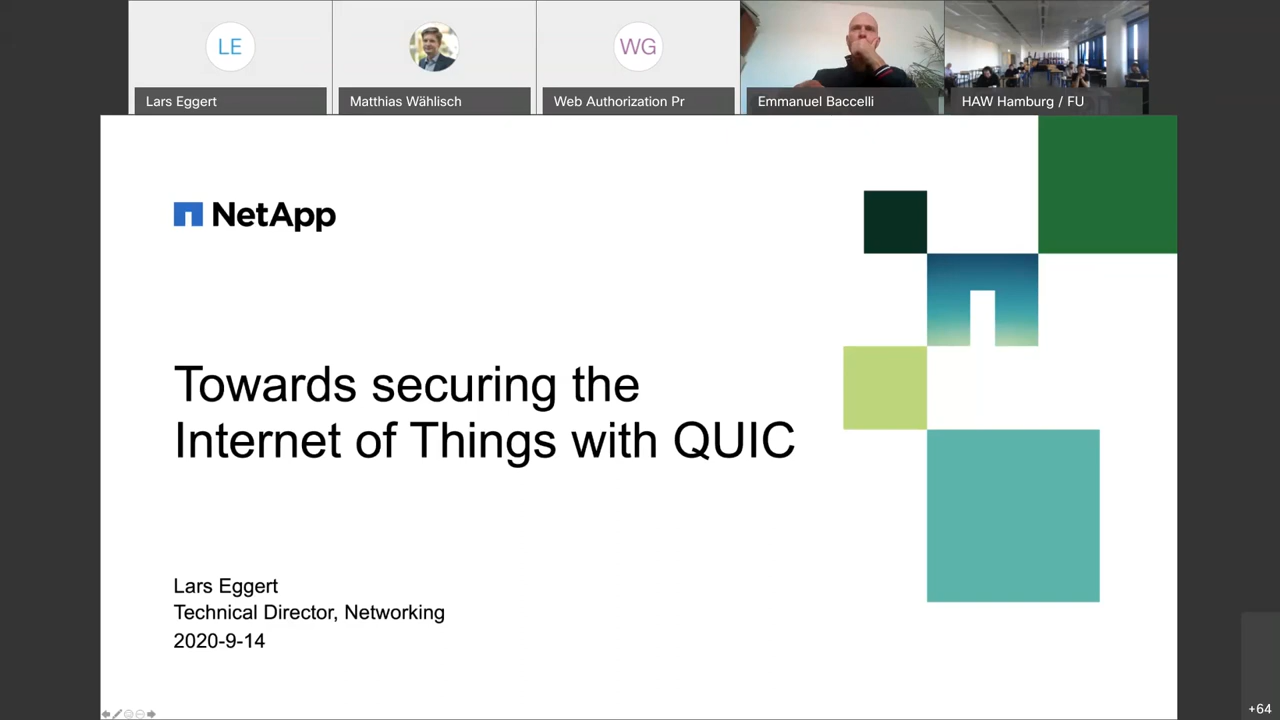 LE
WG
Lars Eggert
Matthias Wählisch
Web Authorization Pr
Emmanuel Baccelli
HAW Hamburg / FU
NetApp
Towards securing the
Internet of Things with QUIC
Lars Eggert
Technical Director, Networking
2020-9-14
+64